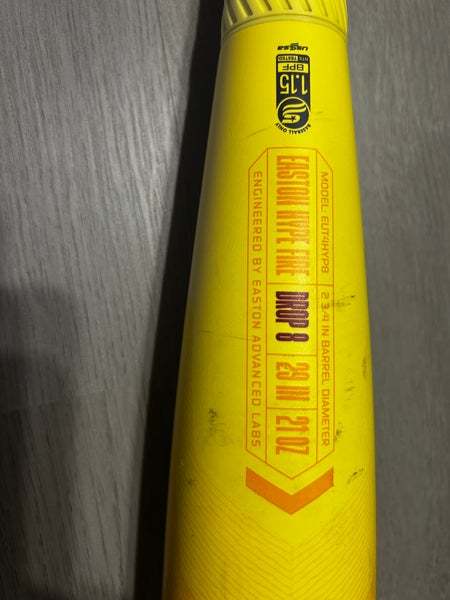 USSSA
NTS TESTED
BPF
1.15
BASEBALL ONLY
MODEL: EUT4HYP8 2 3/4 IN BARREL DIAMETER
EASTON HYPE FIRE DROP 8 29 IN 21 OZ
ENGINEERED BY EASTON ADVANCED LABS